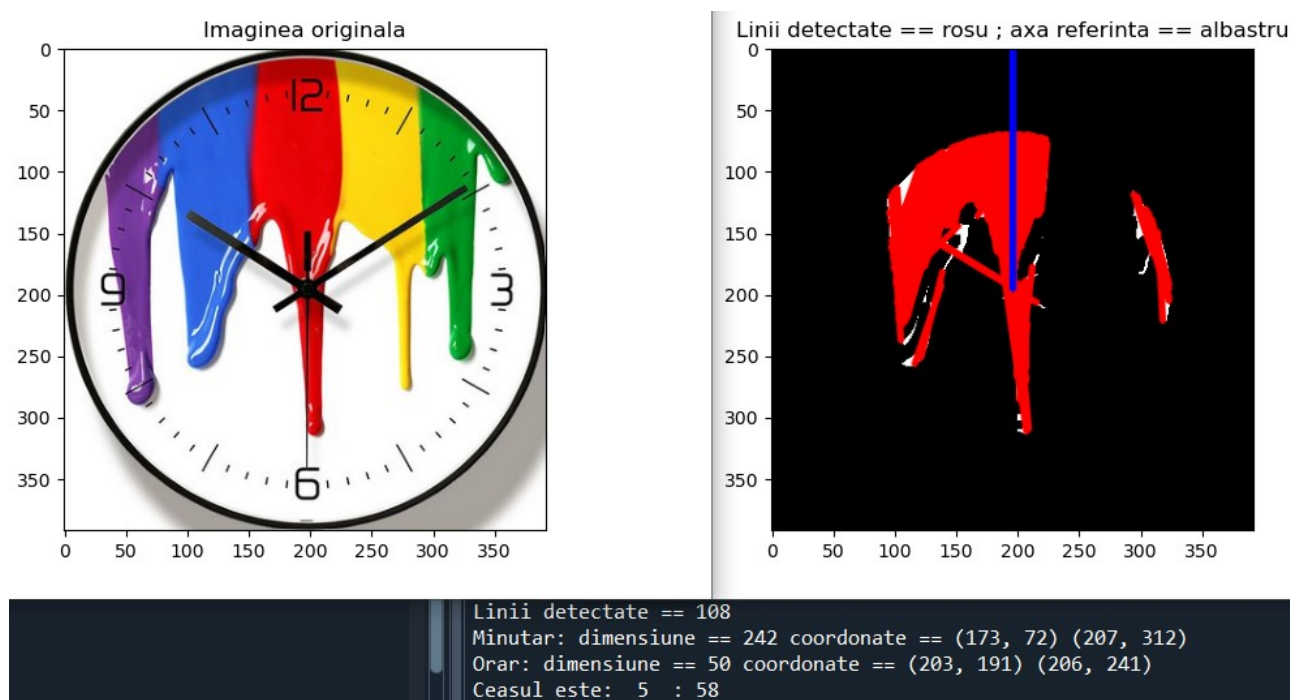 Imaginea originala
12
9
3
6
0
50
100
150
200
250
300
350
0 50 100 150 200 250 300 350
Linii detectate == rosu ; axa referinta == albastru
0
50
100
150
200
250
300
350
0 50 100 150 200 250 300 350
Linii detectate == 108
Minutar: dimensiune == 242 coordonate == (173, 72) (207, 312)
Orar: dimensiune == 50 coordonate == (203, 191) (206, 241)
Ceasul este:  5  : 58